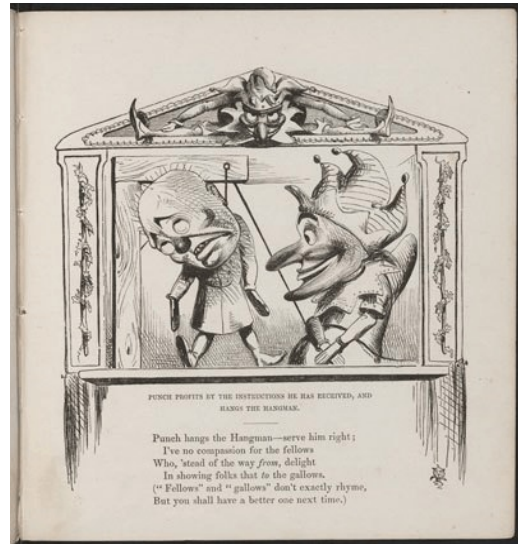 PUNCH PROFITS BY THE INSTRUCTIONS HE HAS RECEIVED, AND
HANGS THE HANGMAN.
Punch hangs the Hangman—serve him right;
I've no compassion for the fellows
Who, 'stead of the way from, delight
In showing folks that to the gallows.
(" Fellows" and " gallows" don't exactly rhyme,
But you shall have a better one next time.)